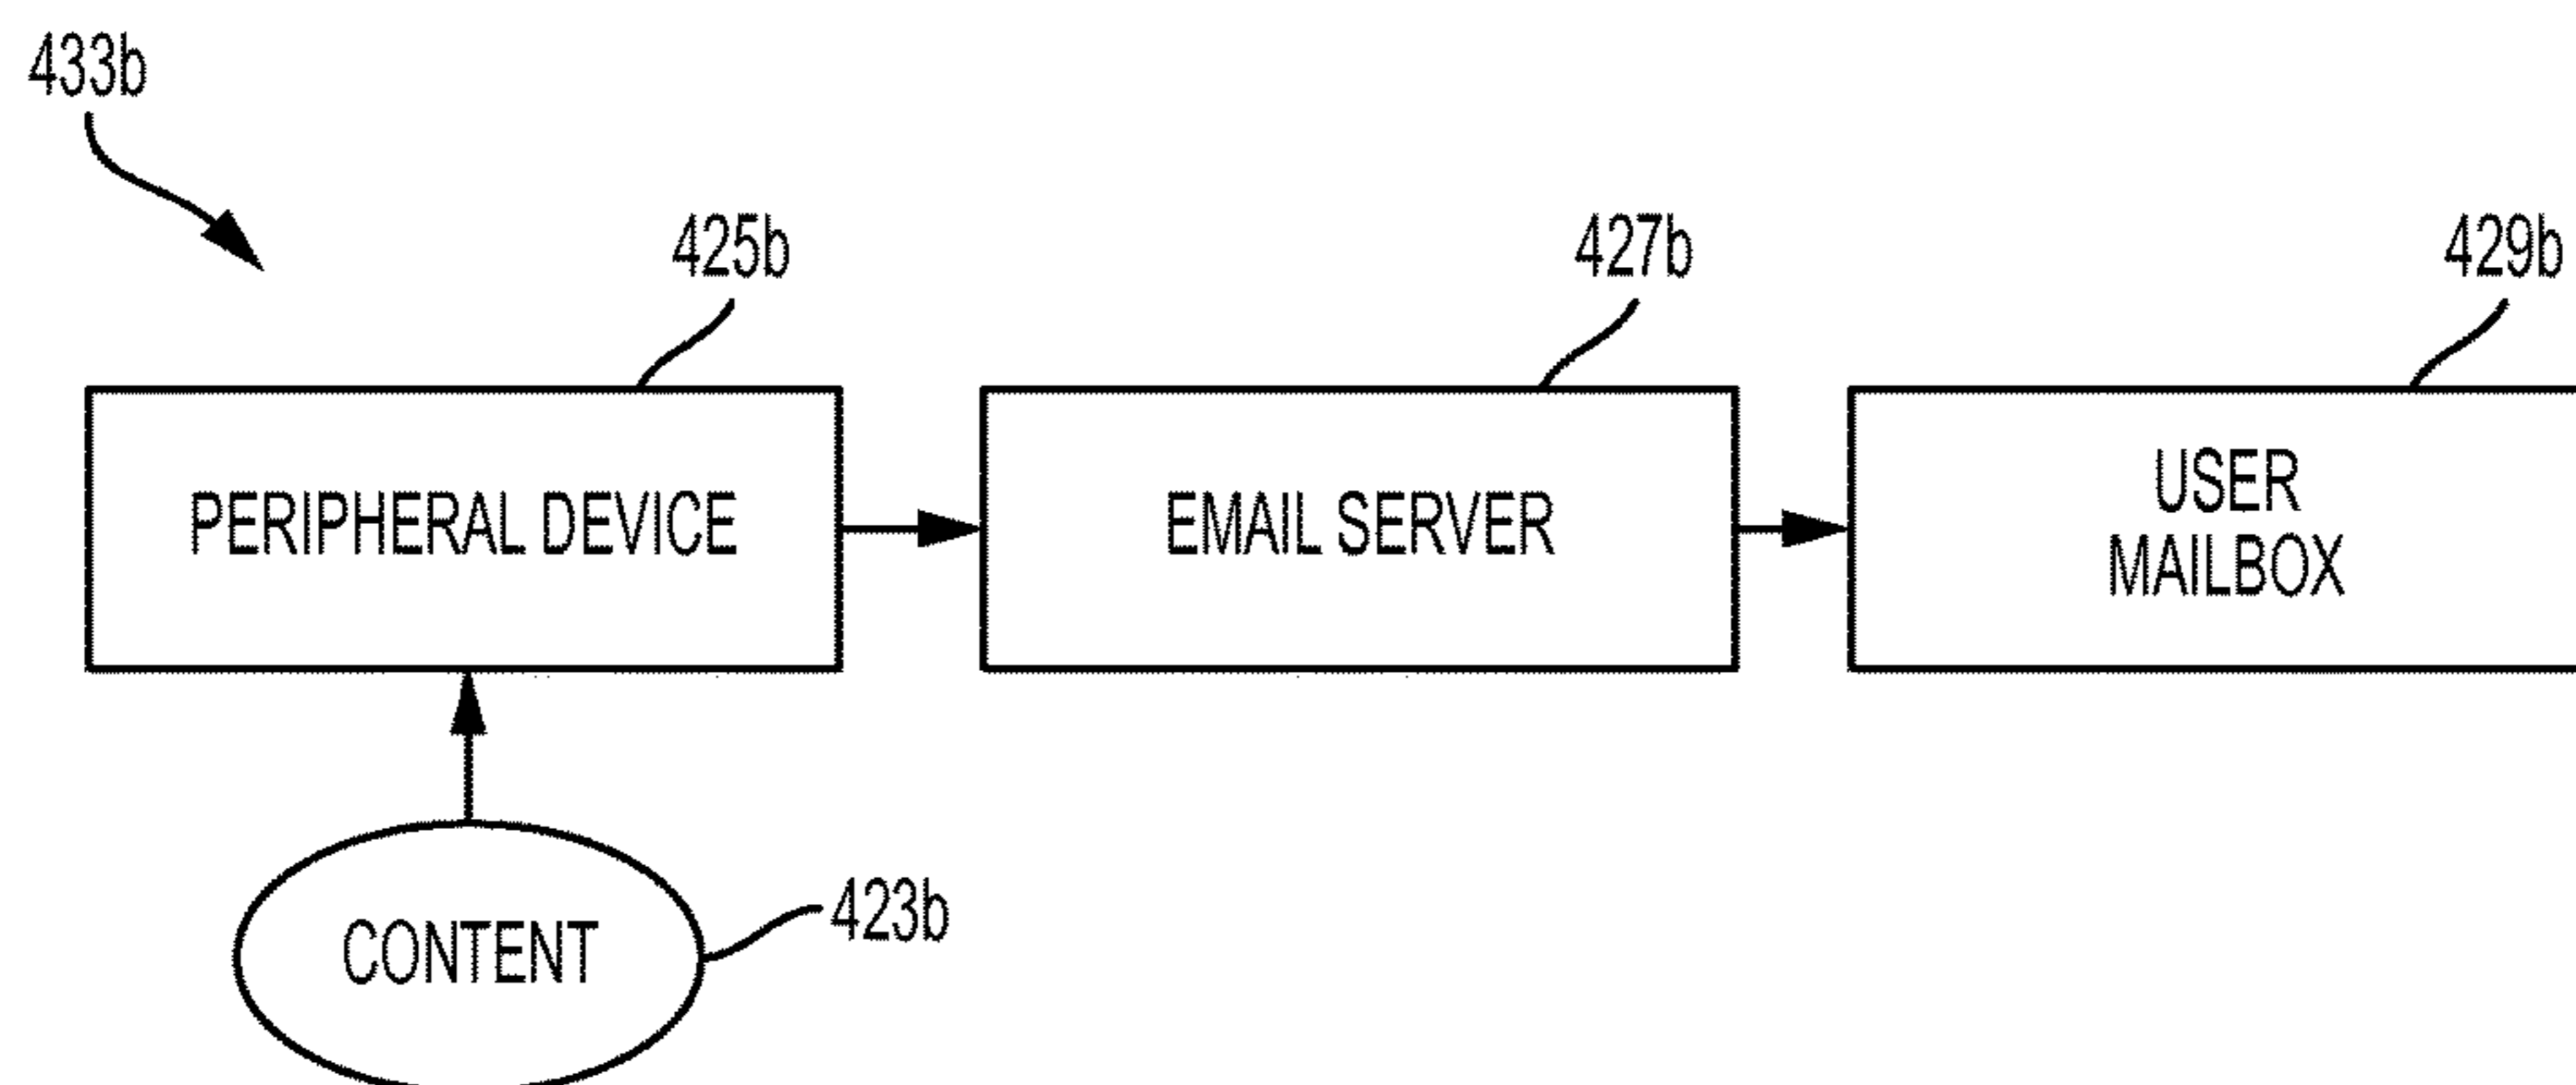 433b
425b
427b
429b
PERIPHERAL DEVICE
EMAIL SERVER
USER
MAILBOX
CONTENT
423b